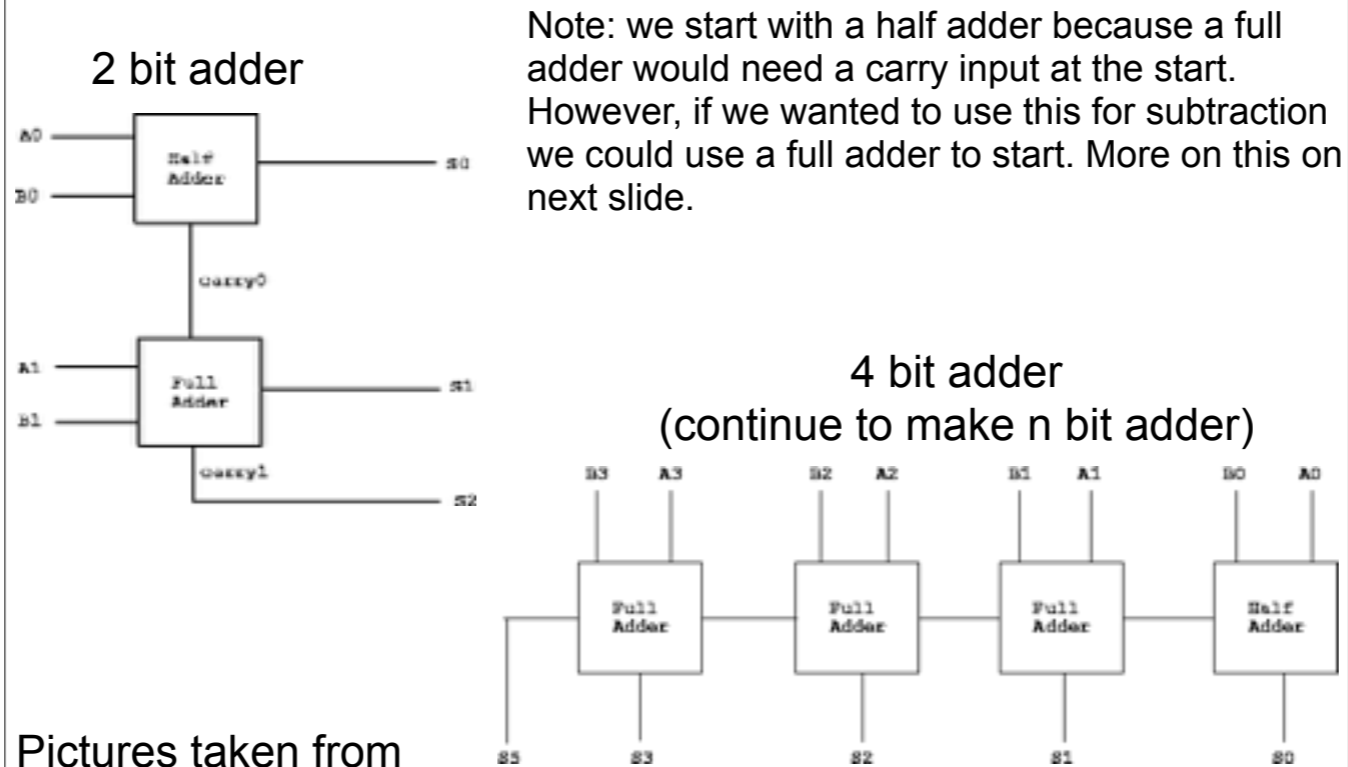 2 bit adder
Note: we start with a half adder because a full
adder would need a carry input at the start.
However, if we wanted to use this for subtraction
we could use a full adder to start. More on this on
next slide.
A0
B0
Half
Adder
S0
carry0
A1
B1
Full
Adder
S1
carry1
S2
4 bit adder
(continue to make n bit adder)
B3 A3 B2 A2 B1 A1 B0 A0
Full Full Full Half
Adder Adder Adder Adder
S5 S3 S2 S1 S0
Pictures taken from